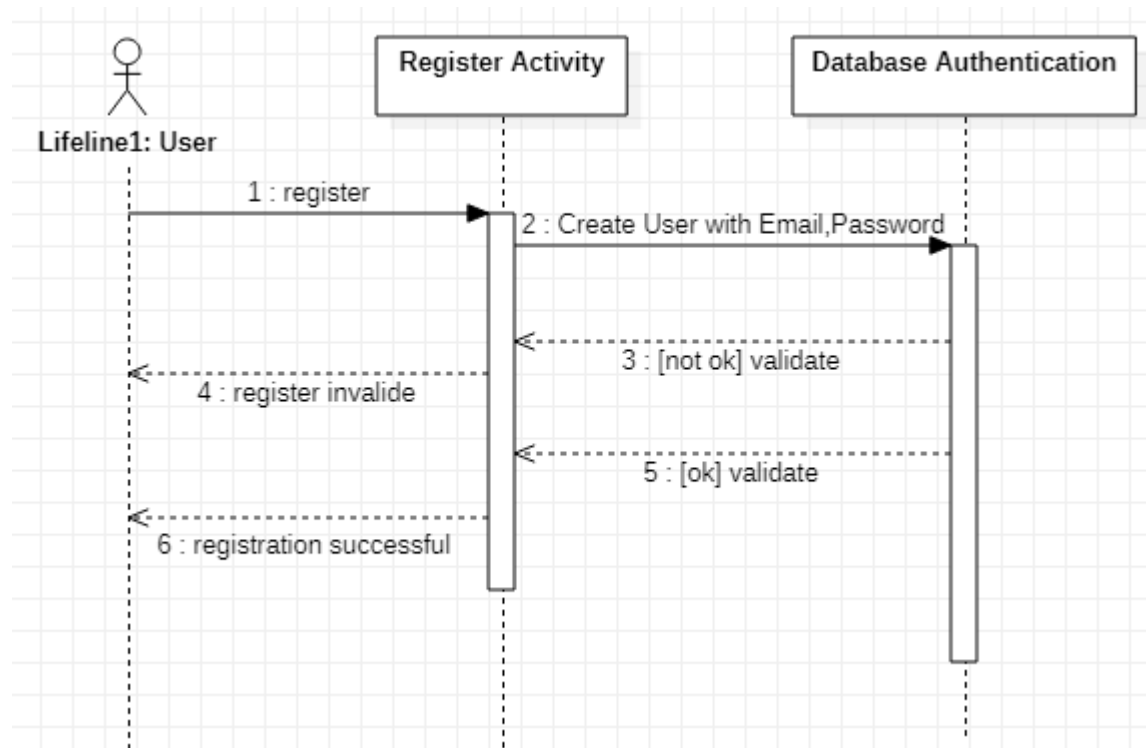 Register Activity
Database Authentication
Lifeline1: User
1 : register
2 : Create User with Email,Password
3 : [not ok] validate
4 : register invalide
5 : [ok] validate
6 : registration successful